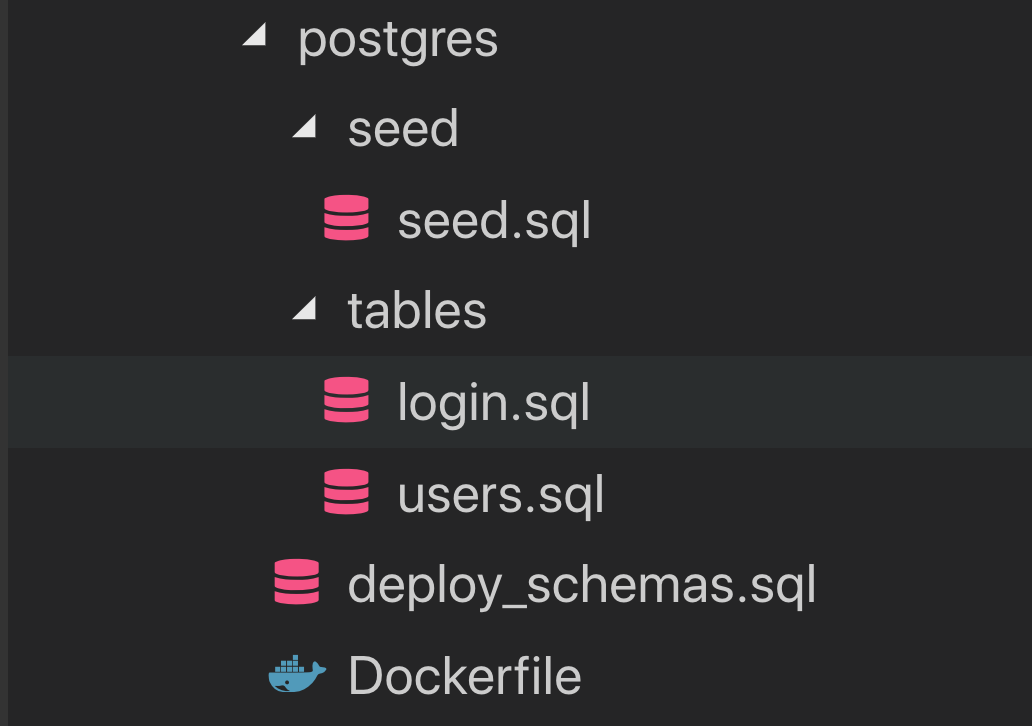 postgres
seed
seed.sql
tables
login.sql
users.sql
deploy_schemas.sql
Dockerfile